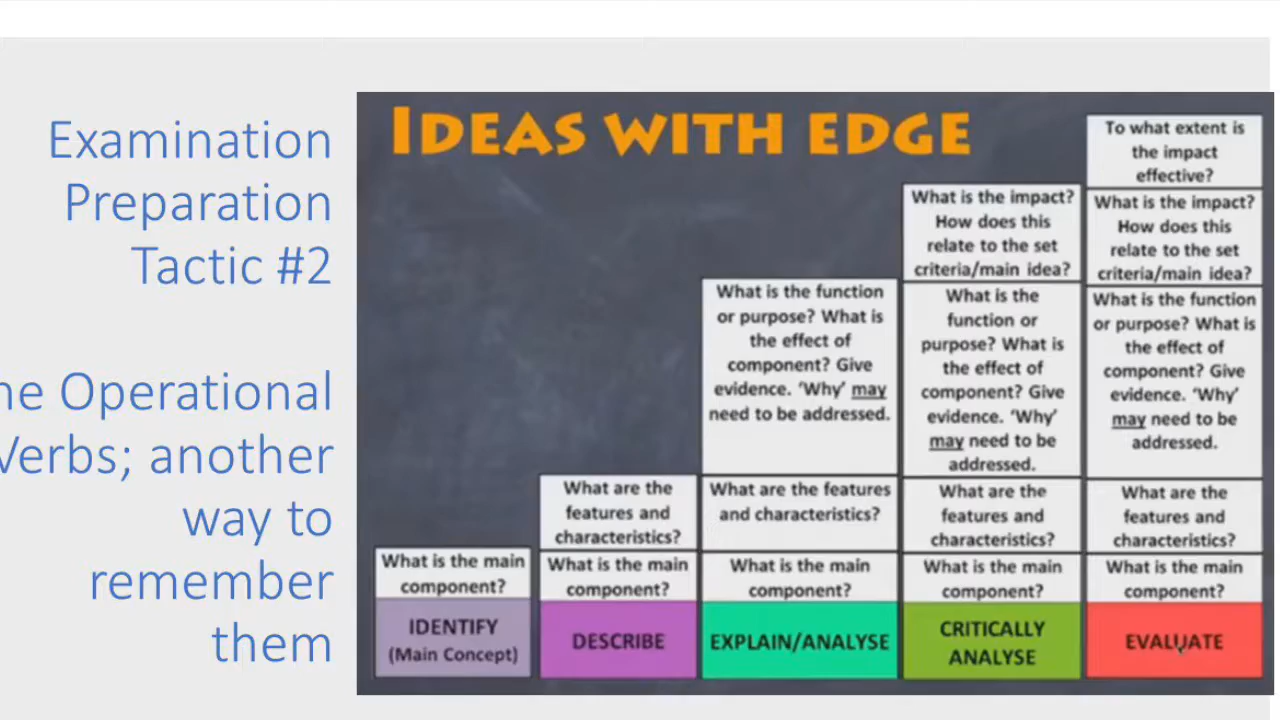 Examination
Preparation
Tactic #2
Operational
Verbs; another
way to
remember
them
IDEAS WITH EDGE
What is the main
component?
IDENTIFY
(Main Concept)
What are the
features and
characteristics?
What is the main
component?
DESCRIBE
What is the function
or purpose? What is
the effect of
component? Give
evidence. ‘Why’ may
need to be addressed.
What are the features
and characteristics?
What is the main
component?
EXPLAIN/ANALYSE
What is the impact?
How does this
relate to the set
criteria/main idea?
What is the
function or
purpose? What is
the effect of
component? Give
evidence. ‘Why’
may need to be
addressed.
What are the
features and
characteristics?
What is the main
component?
CRITICALLY
ANALYSE
To what extent is
the impact
effective?
What is the impact?
How does this
relate to the set
criteria/main idea?
What is the function
or purpose? What is
the effect of
component? Give
evidence. ‘Why’
may need to be
addressed.
What are the
features and
characteristics?
What is the main
component?
EVALUATE